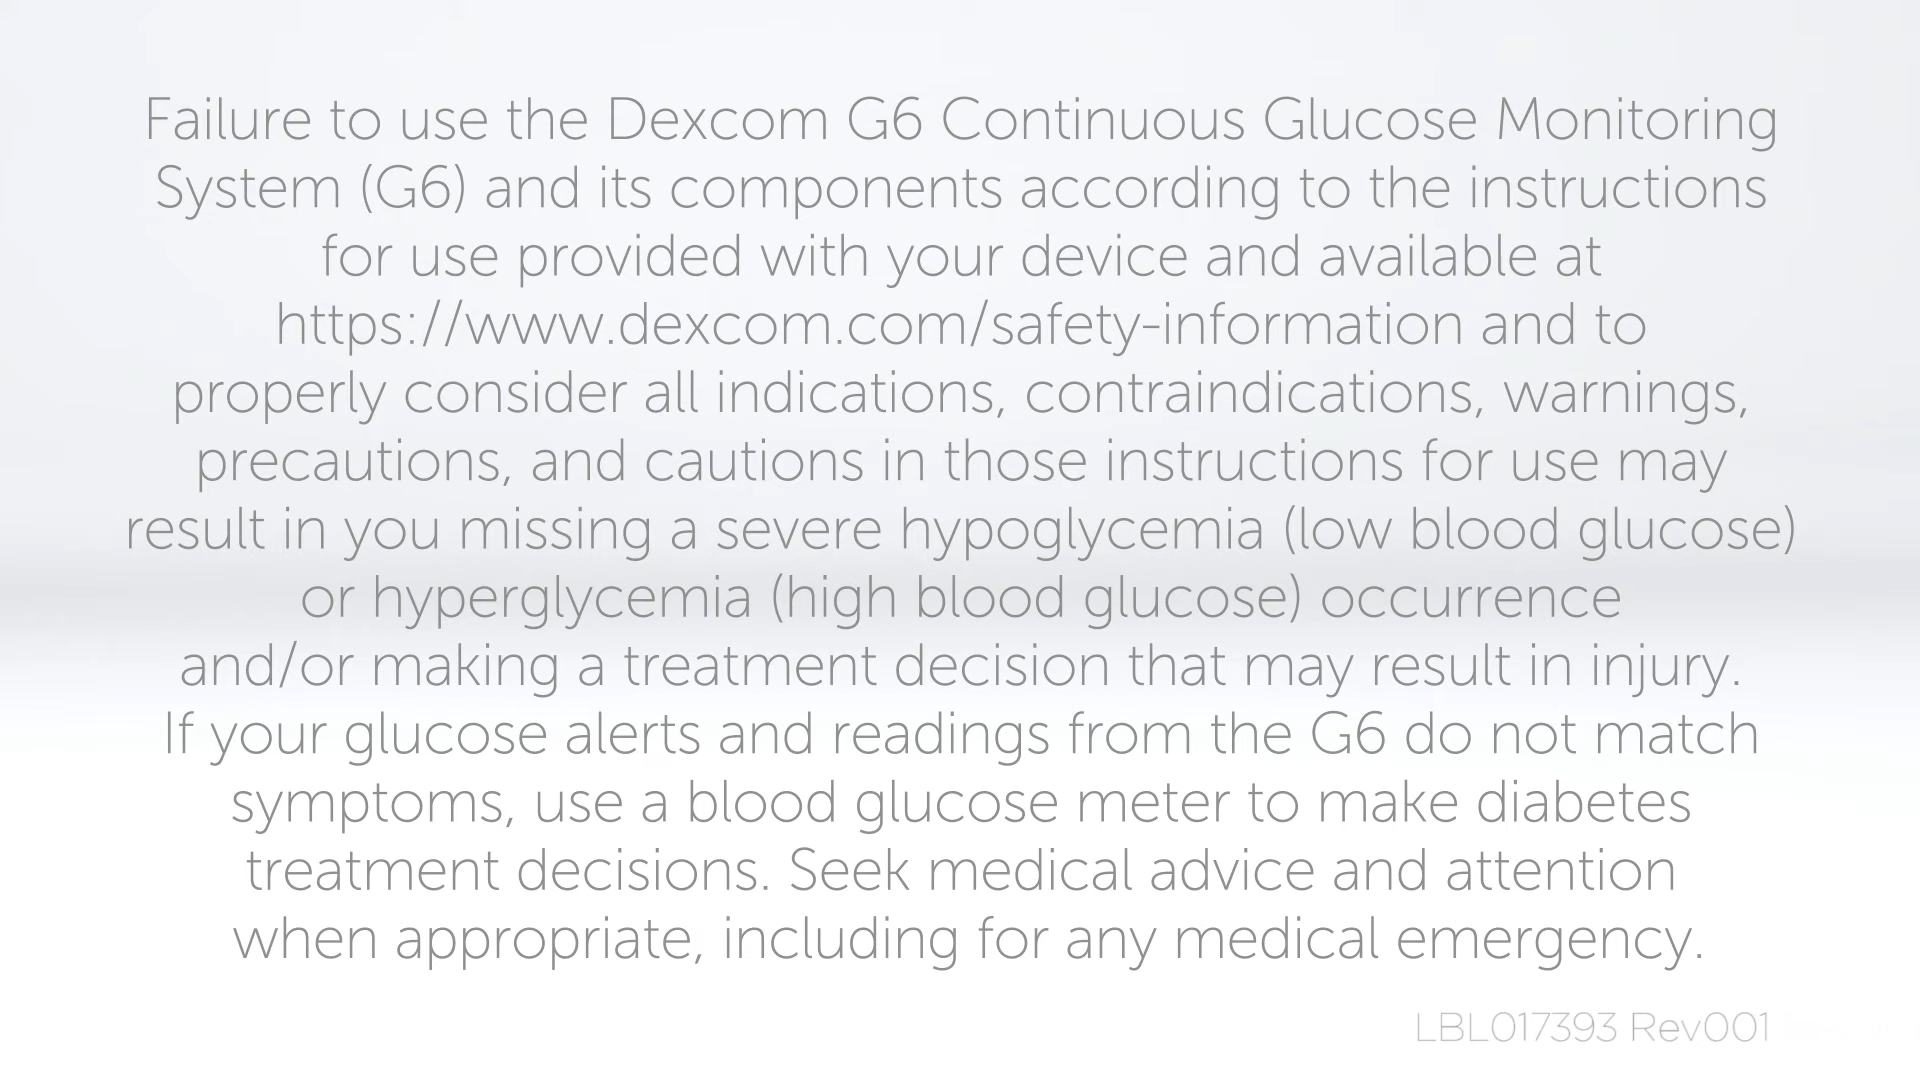 Failure to use the Dexcom G6 Continuous Glucose Monitoring
System (G6) and its components according to the instructions
for use provided with your device and available at
https://www.dexcom.com/safety-information and to
properly consider all indications, contraindications, warnings,
precautions, and cautions in those instructions for use may
result in you missing a severe hypoglycemia (low blood glucose)
or hyperglycemia (high blood glucose) occurrence
and/or making a treatment decision that may result in injury.
If your glucose alerts and readings from the G6 do not match
symptoms, use a blood glucose meter to make diabetes
treatment decisions. Seek medical advice and attention
when appropriate, including for any medical emergency.
LBL017393 Rev001